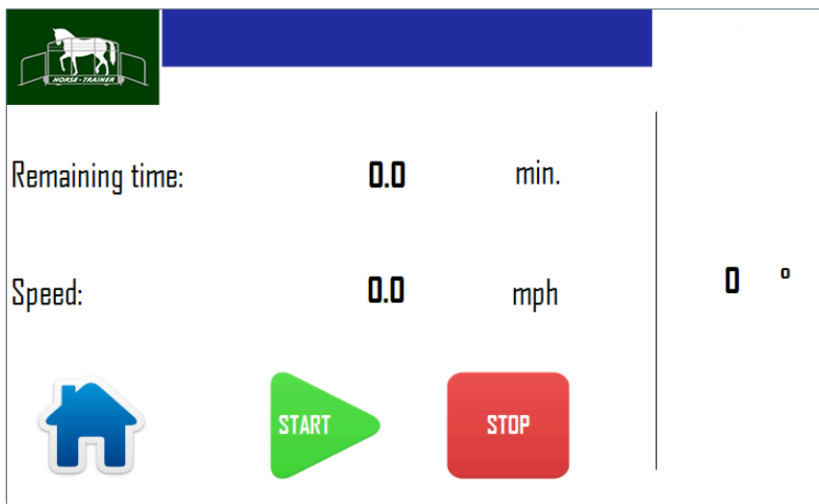 HORSE-TRAINER
Remaining time: 0.0 min.
Speed: 0.0 mph
0 °
START STOP